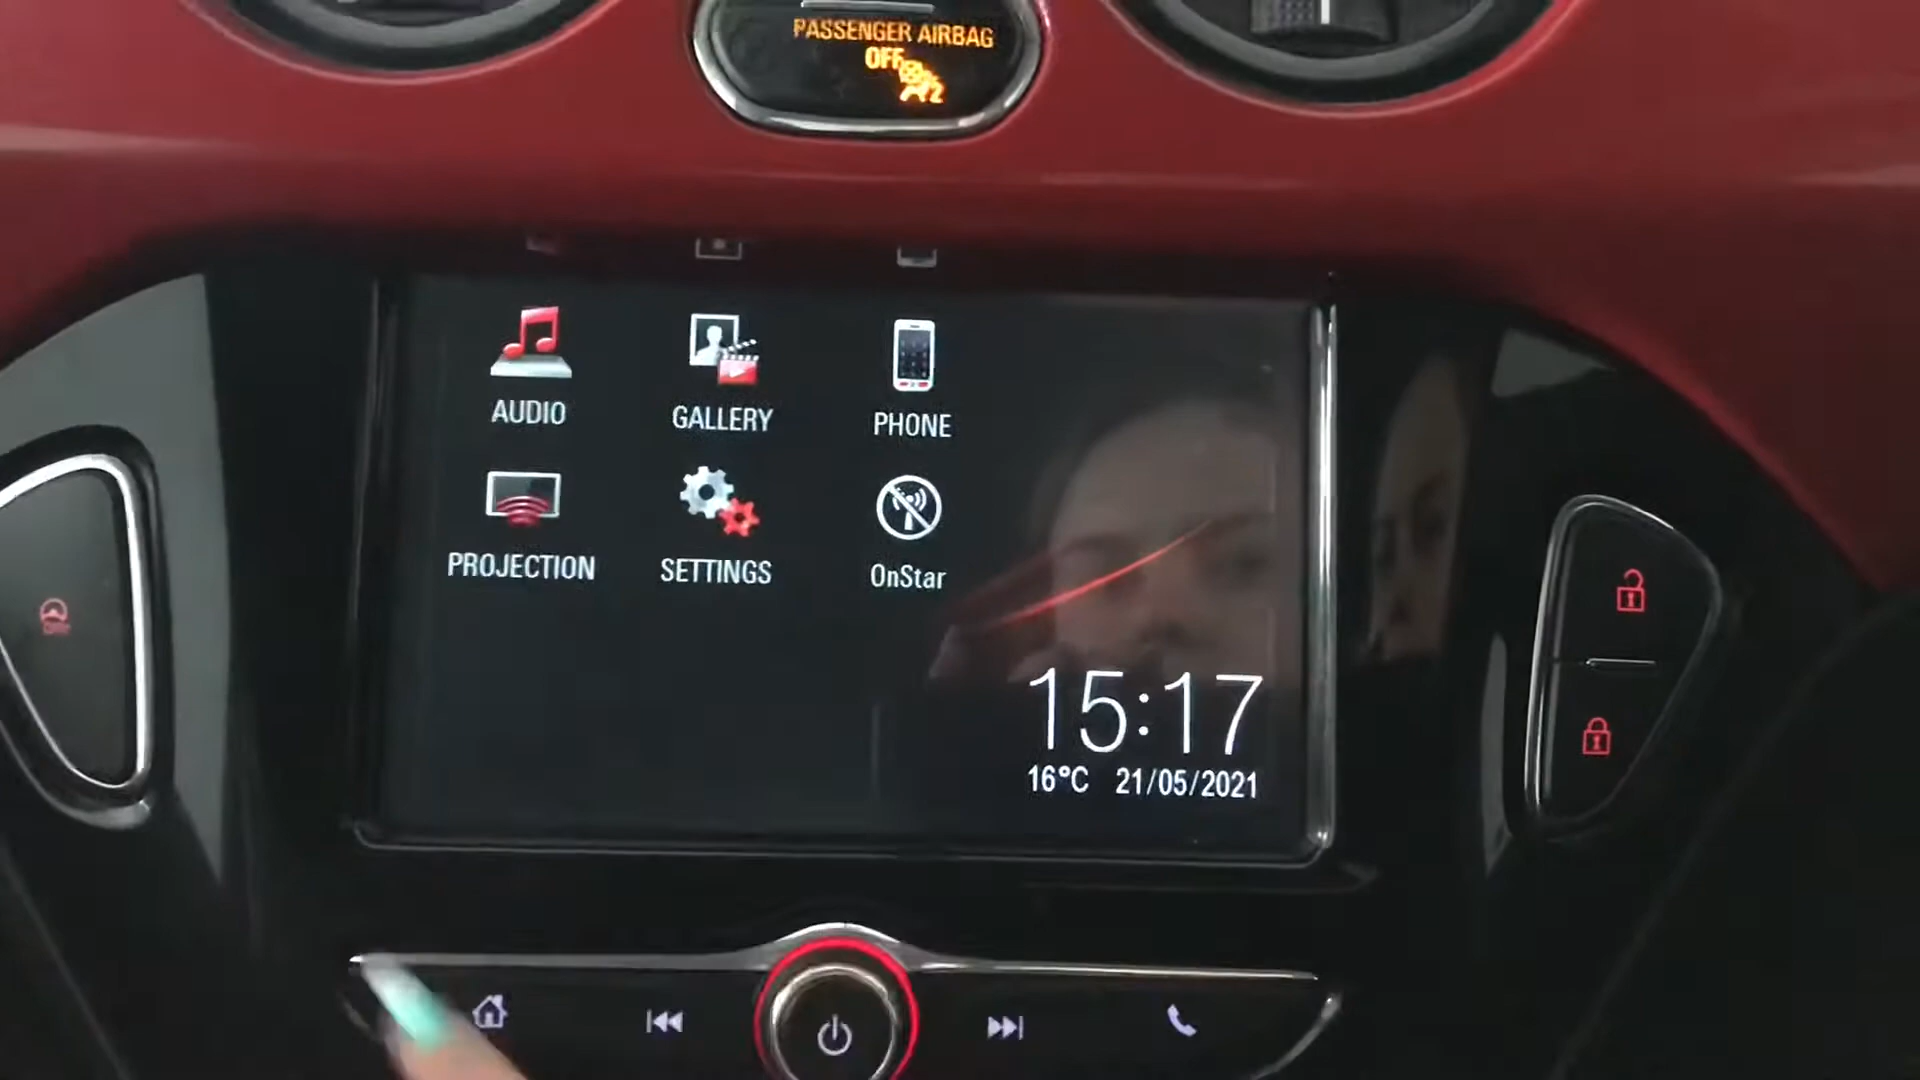 PASSENGER AIRBAG
OFF
AUDIO
GALLERY
PHONE
PROJECTION
SETTINGS
OnStar
15:17
16°C 21/05/2021